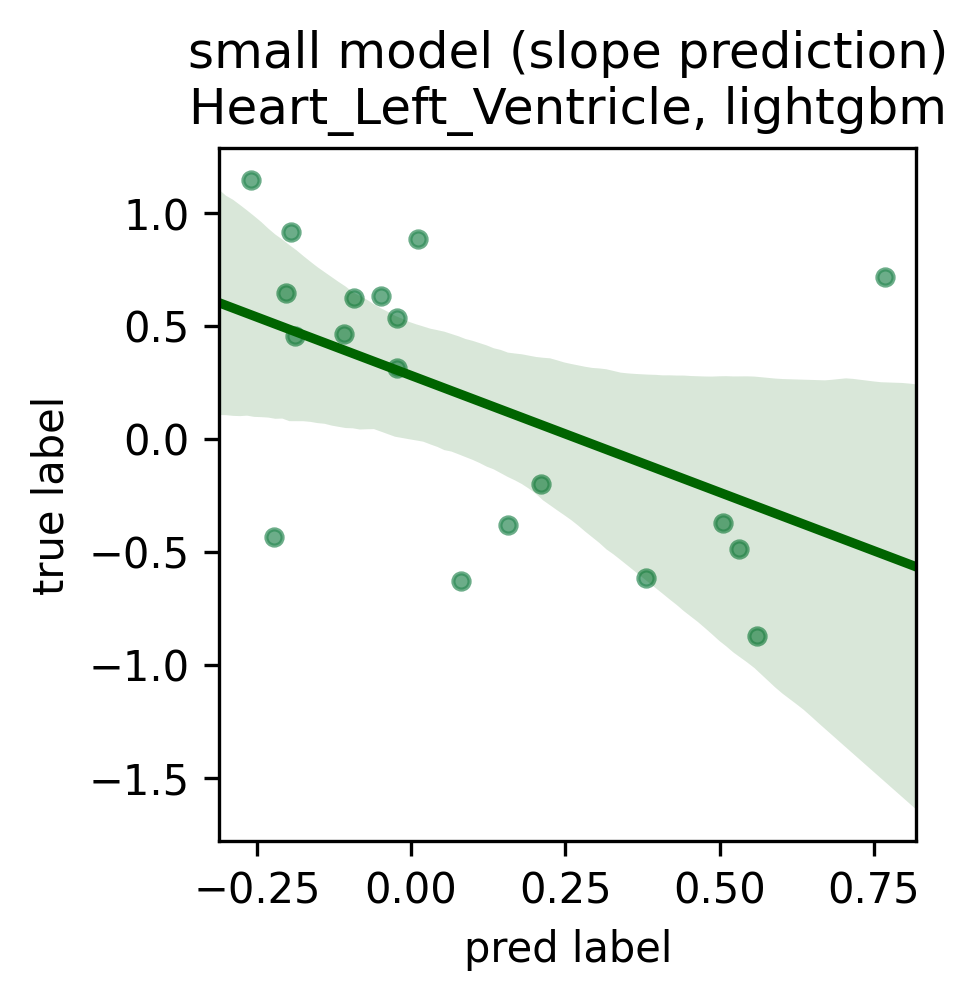 small model (slope prediction)
Heart_Left_Ventricle, lightgbm
1.0
0.5
0.0
−0.5
−1.0
−1.5
true label
−0.25 0.00 0.25 0.50 0.75
pred label